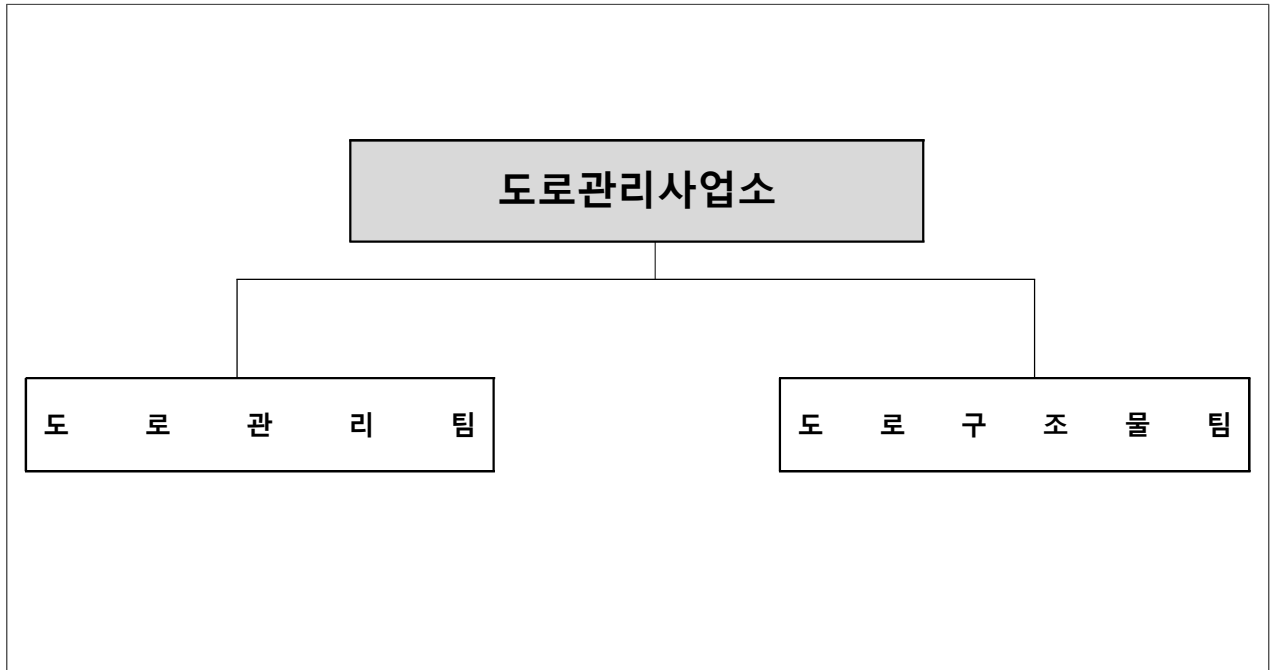 도로관리사업소
도 로 관 리 팀
도 로 구 조 물 팀